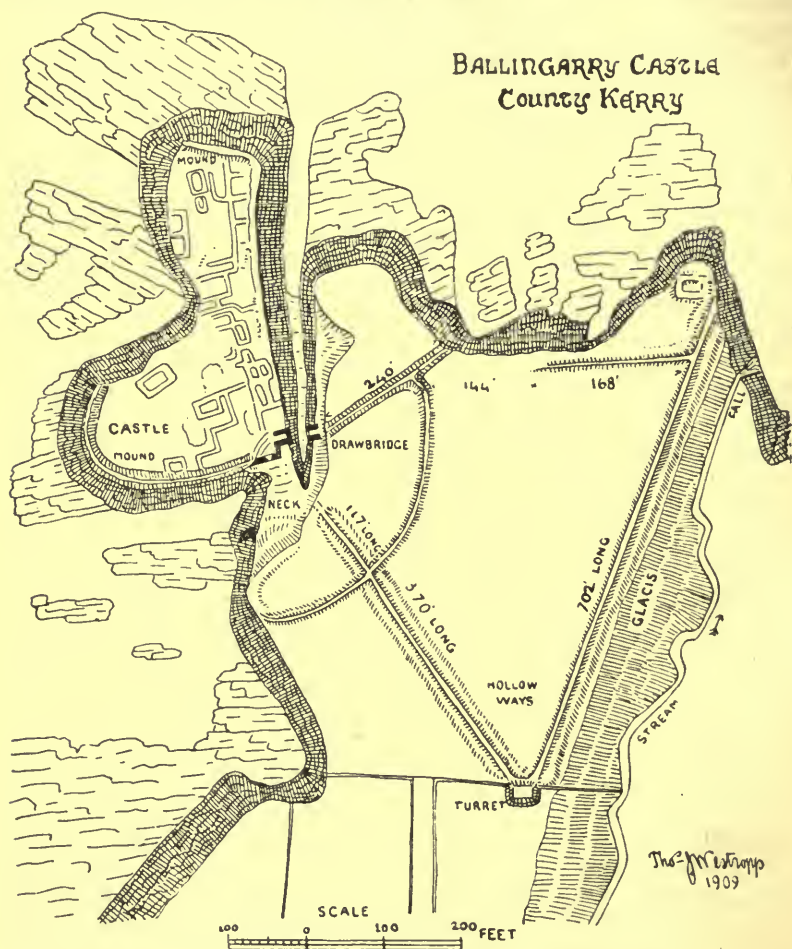 BALLINGARRY CASTLE
COUNTY KERRY
MOUND
240'
144'
168'
FALL
CASTLE
MOUND
DRAWBRIDGE
NECK
117' LONG
370' LONG
702' LONG
GLACIS
HOLLOW
WAYS
STREAM
TURRET
Thos. J Westropp
1909
SCALE
100 0 100 200 FEET